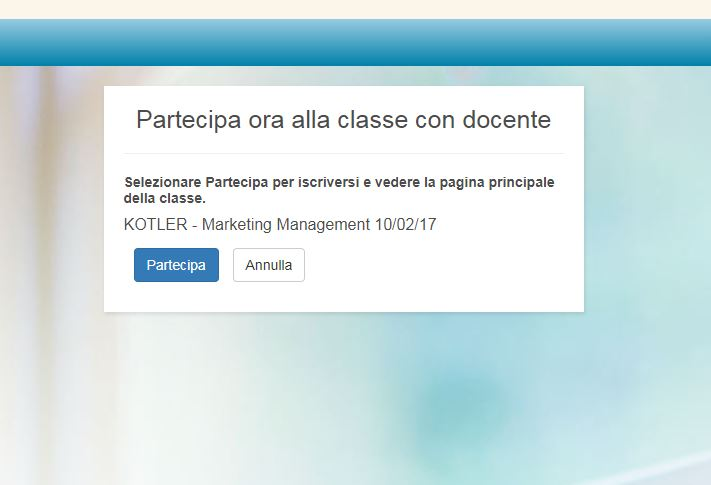 Partecipa ora alla classe con docente
Selezionare Partecipa per iscriversi e vedere la pagina principale
della classe.
KOTLER - Marketing Management 10/02/17
Partecipa
Annulla